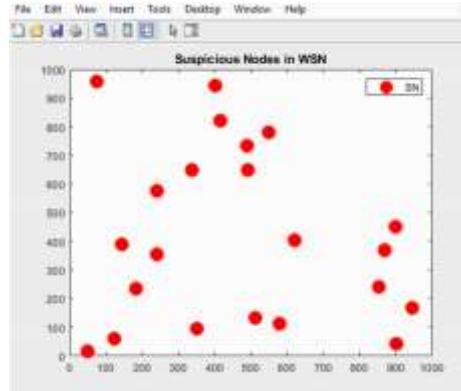 File Edit View Insert Tools Desktop Window Help
Suspicious Nodes in WSN
SN
1000
900
800
700
600
500
400
300
200
100
0
0 100 200 300 400 500 600 700 800 900 1000